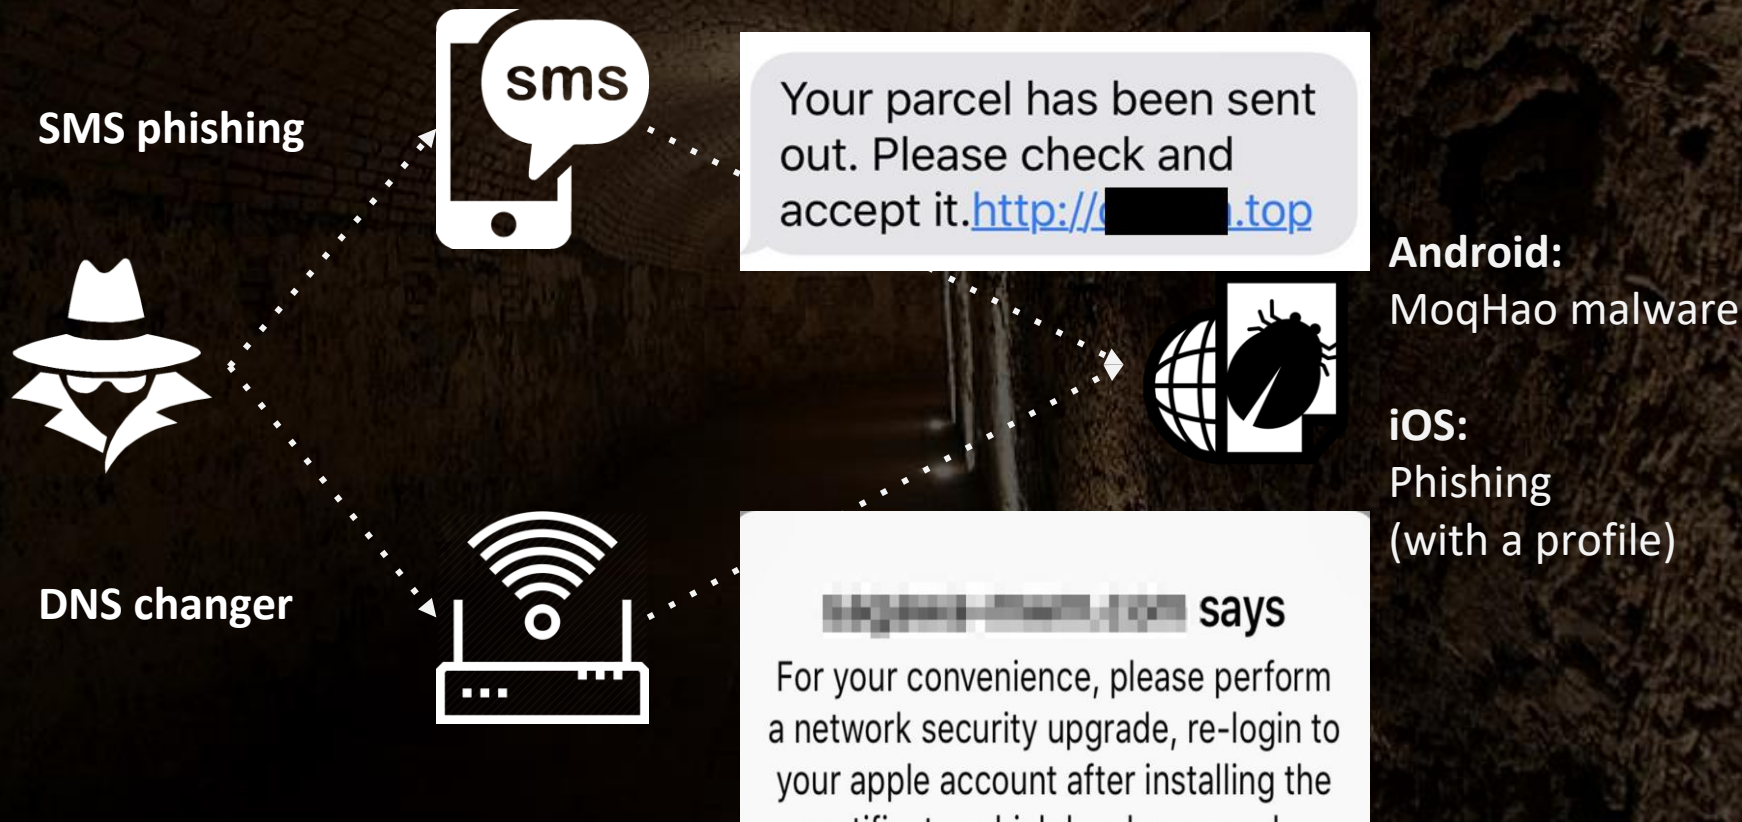 SMS phishing
sms
Your parcel has been sent
out. Please check and
accept it.http:// .top
Android:
MoqHao malware
iOS:
Phishing
(with a profile)
DNS changer
says
For your convenience, please perform
a network security upgrade, re-login to
your apple account after installing the